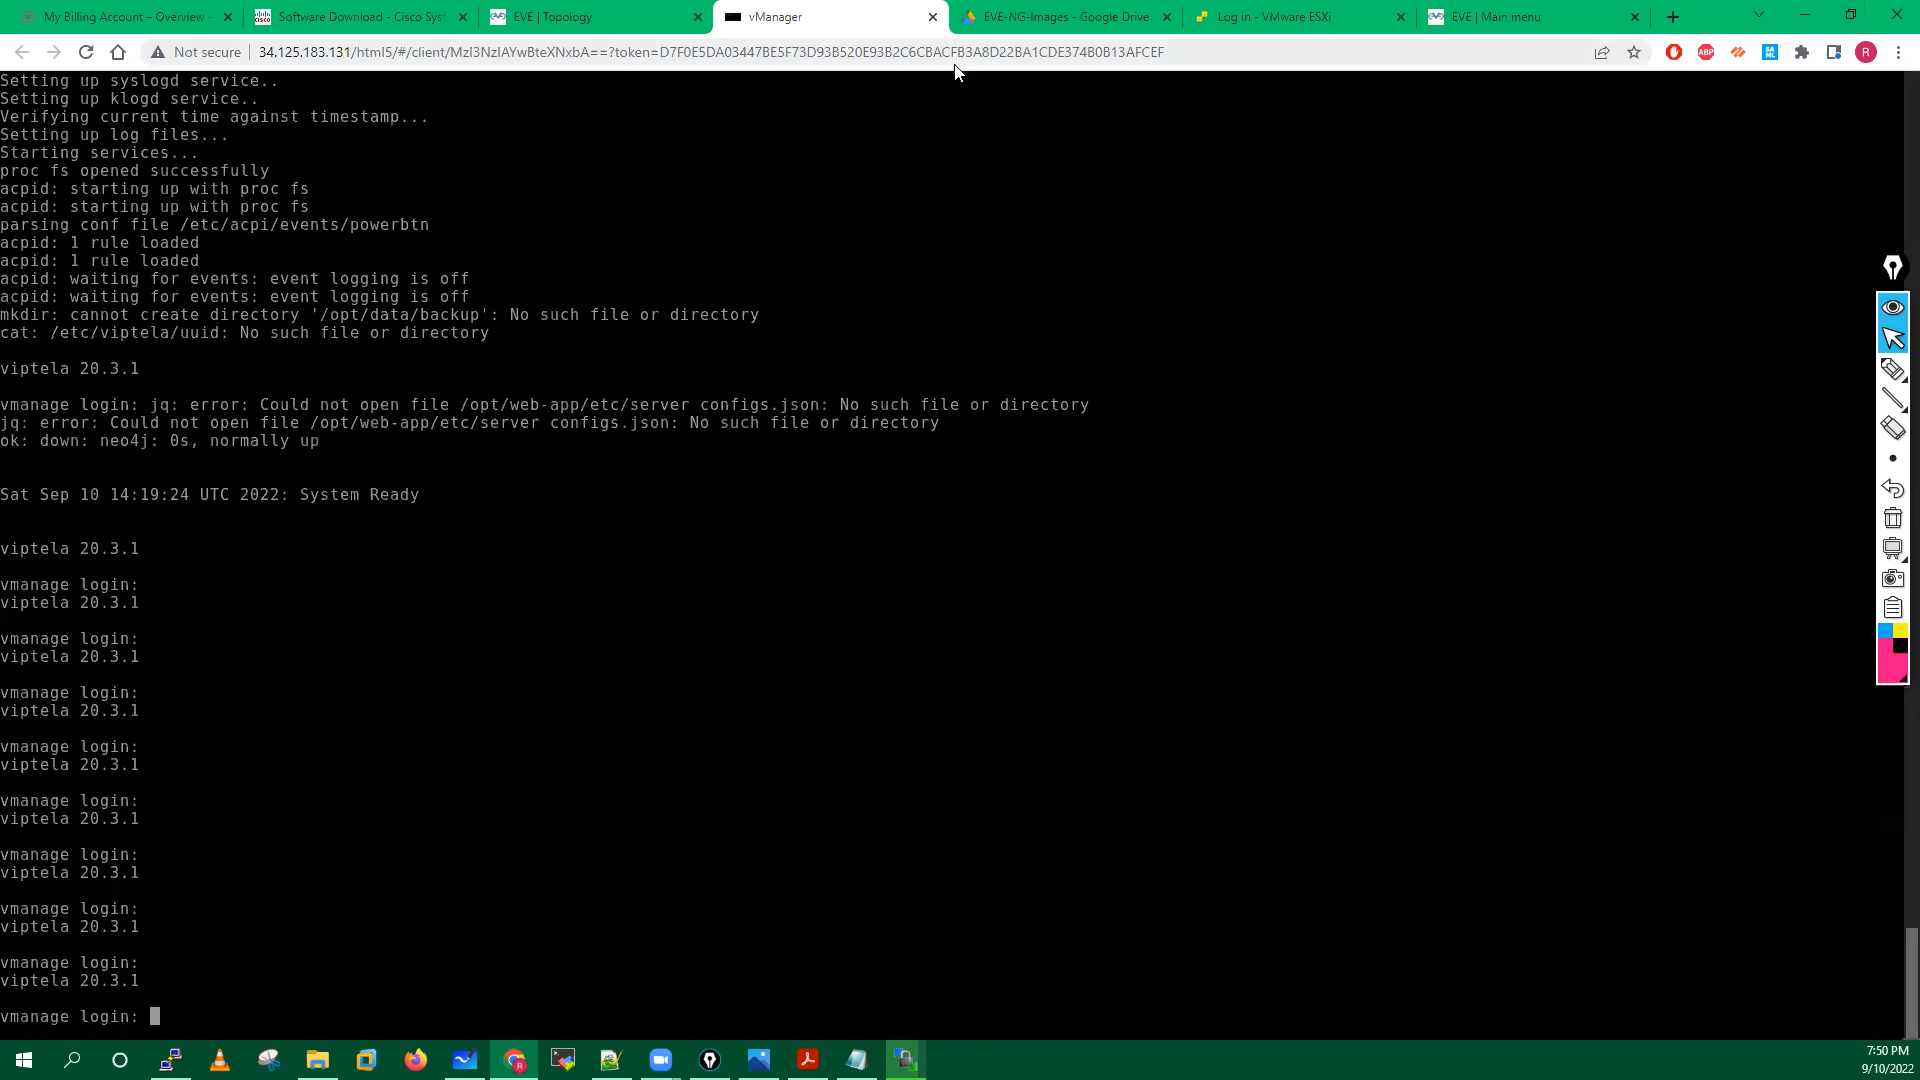 My Billing Account – Overview -
Software Download - Cisco Syst
EVE | Topology
vManager
EVE-NG-Images - Google Drive
Log in - VMware ESXi
EVE | Main menu
Not secure
34.125.183.131/html5/#/client/MzI3NzIAYwBteXNxbA==?token=D7F0E5DA03447BE5F73D93B520E93B2C6CBACFB3A8D22BA1CDE374B0B13AFCEF
ABP
R
Setting up syslogd service..
Setting up klogd service..
Verifying current time against timestamp...
Setting up log files...
Starting services...
proc fs opened successfully
acpid: starting up with proc fs
acpid: starting up with proc fs
parsing conf file /etc/acpi/events/powerbtn
acpid: 1 rule loaded
acpid: 1 rule loaded
acpid: waiting for events: event logging is off
acpid: waiting for events: event logging is off
mkdir: cannot create directory '/opt/data/backup': No such file or directory
cat: /etc/viptela/uuid: No such file or directory
viptela 20.3.1
vmanage login: jq: error: Could not open file /opt/web-app/etc/server configs.json: No such file or directory
jq: error: Could not open file /opt/web-app/etc/server configs.json: No such file or directory
ok: down: neo4j: 0s, normally up
Sat Sep 10 14:19:24 UTC 2022: System Ready
viptela 20.3.1
vmanage login:
viptela 20.3.1
vmanage login:
viptela 20.3.1
vmanage login:
viptela 20.3.1
vmanage login:
viptela 20.3.1
vmanage login:
viptela 20.3.1
vmanage login:
viptela 20.3.1
vmanage login:
viptela 20.3.1
vmanage login:
viptela 20.3.1
vmanage login:
7:50 PM
9/10/2022